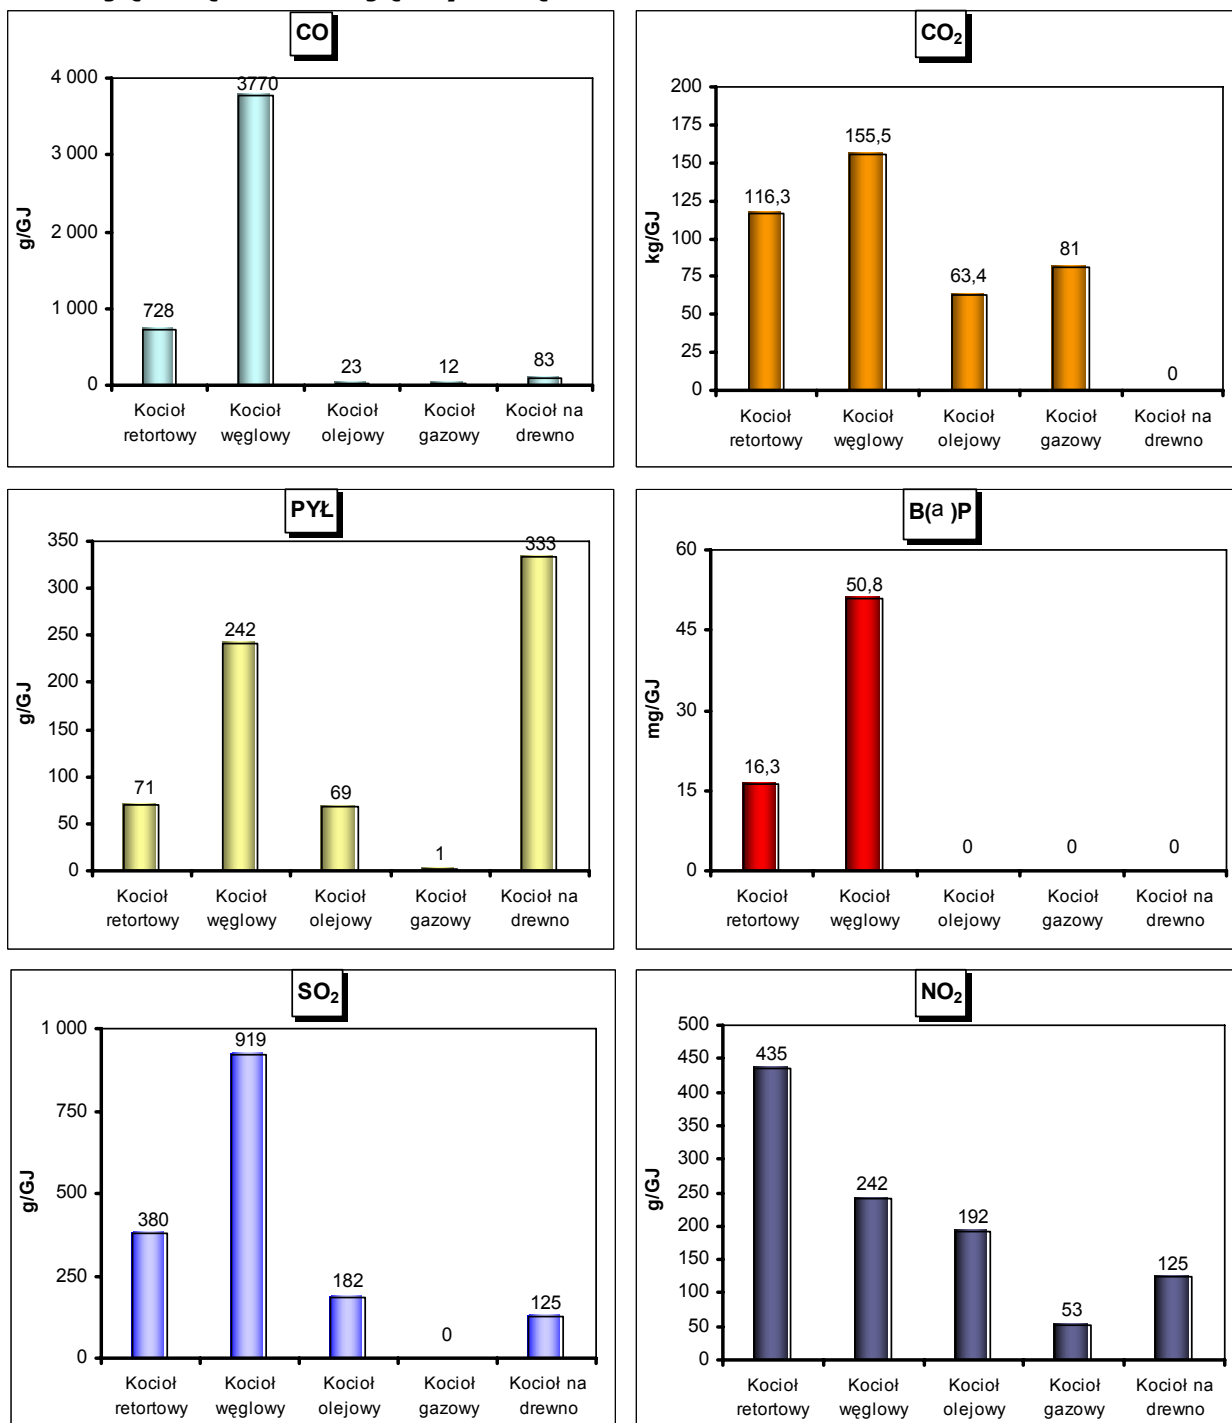 CO
4 000
3 000
2 000
1 000
0
g/GJ
3770
728
23
12
83
Kocioł
retortowy
Kocioł
węglowy
Kocioł
olejowy
Kocioł
gazowy
Kocioł na
drewno
CO₂
200
175
150
125
100
75
50
25
0
kg/GJ
116,3
155,5
63,4
81
0
Kocioł
retortowy
Kocioł
węglowy
Kocioł
olejowy
Kocioł
gazowy
Kocioł na
drewno
PYŁ
350
300
250
200
150
100
50
0
g/GJ
71
242
69
1
333
Kocioł
retortowy
Kocioł
węglowy
Kocioł
olejowy
Kocioł
gazowy
Kocioł na
drewno
B(a )P
60
45
30
15
0
mg/GJ
16,3
50,8
0
0
0
Kocioł
retortowy
Kocioł
węglowy
Kocioł
olejowy
Kocioł
gazowy
Kocioł na
drewno
SO₂
1 000
750
500
250
0
g/GJ
380
919
182
0
125
Kocioł
retortowy
Kocioł
węglowy
Kocioł
olejowy
Kocioł
gazowy
Kocioł na
drewno
NO₂
500
450
400
350
300
250
200
150
100
50
0
g/GJ
435
242
192
53
125
Kocioł
retortowy
Kocioł
węglowy
Kocioł
olejowy
Kocioł
gazowy
Kocioł na
drewno